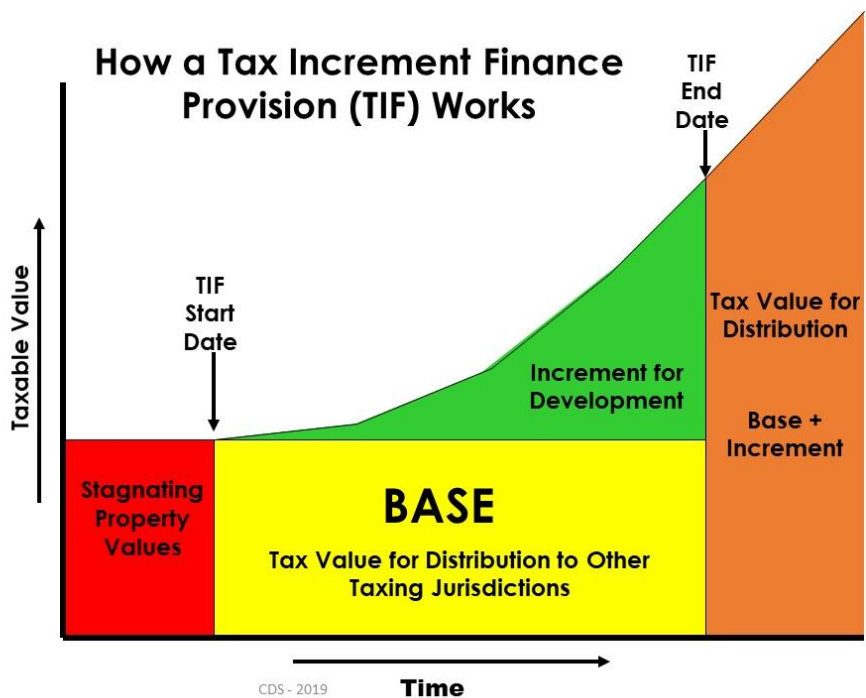 How a Tax Increment Finance
Provision (TIF) Works
TIF
End
Date
Taxable Value
TIF
Start
Date
Tax Value for
Distribution
Increment for
Development
Base +
Increment
Stagnating
Property
Values
BASE
Tax Value for Distribution to Other
Taxing Jurisdictions
CDS - 2019
Time